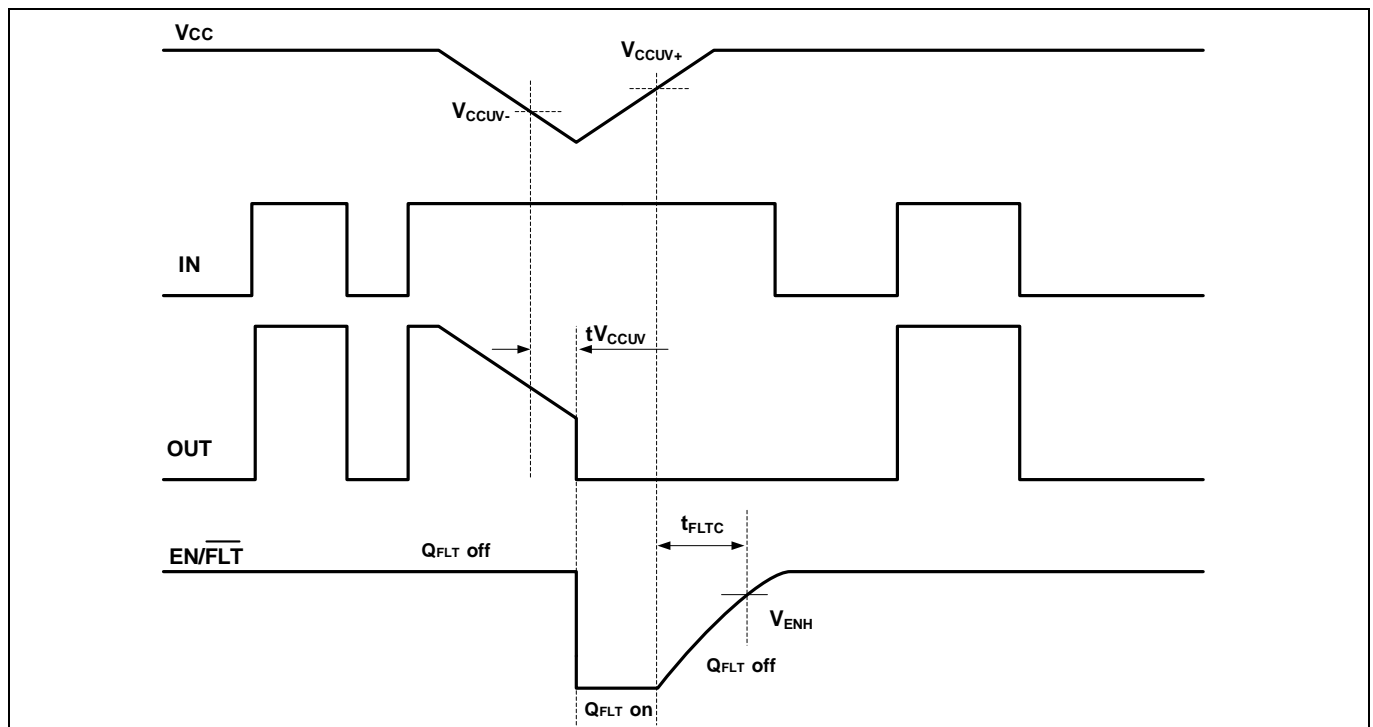 VCC
VCCUV+
VCCUV-
IN
tVCCUV
OUT
tFLTC
EN/FLT
QFLT off
VENH
QFLT off
QFLT on